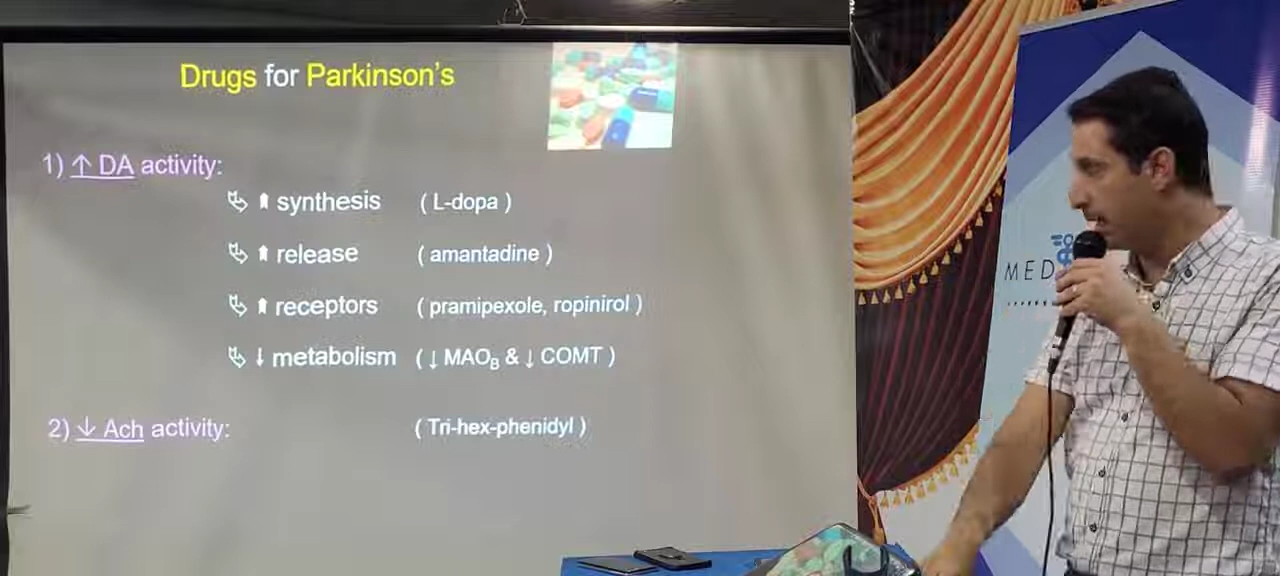 Drugs for Parkinson's
1) ↑ DA activity:
↑ synthesis ( L-dopa )
↑ release ( amantadine )
↑ receptors ( pramipexole, ropinirol )
↓ metabolism ( ↓ MAOB & ↓ COMT )
2) ↓ Ach activity: ( Tri-hex-phenidyl )
MED